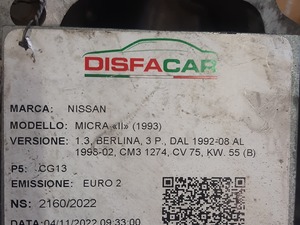 DISFACAR
MARCA: NISSAN
MODELLO: MICRA «II» (1993)
VERSIONE: 1.3, BERLINA, 3 P., DAL 1992-08 AL
1998-02, CM3 1274, CV 75, KW. 55 (B)
P5: CG13
EMISSIONE: EURO 2
NS: 2160/2022
DATA: 04/11/2022 09:33:00